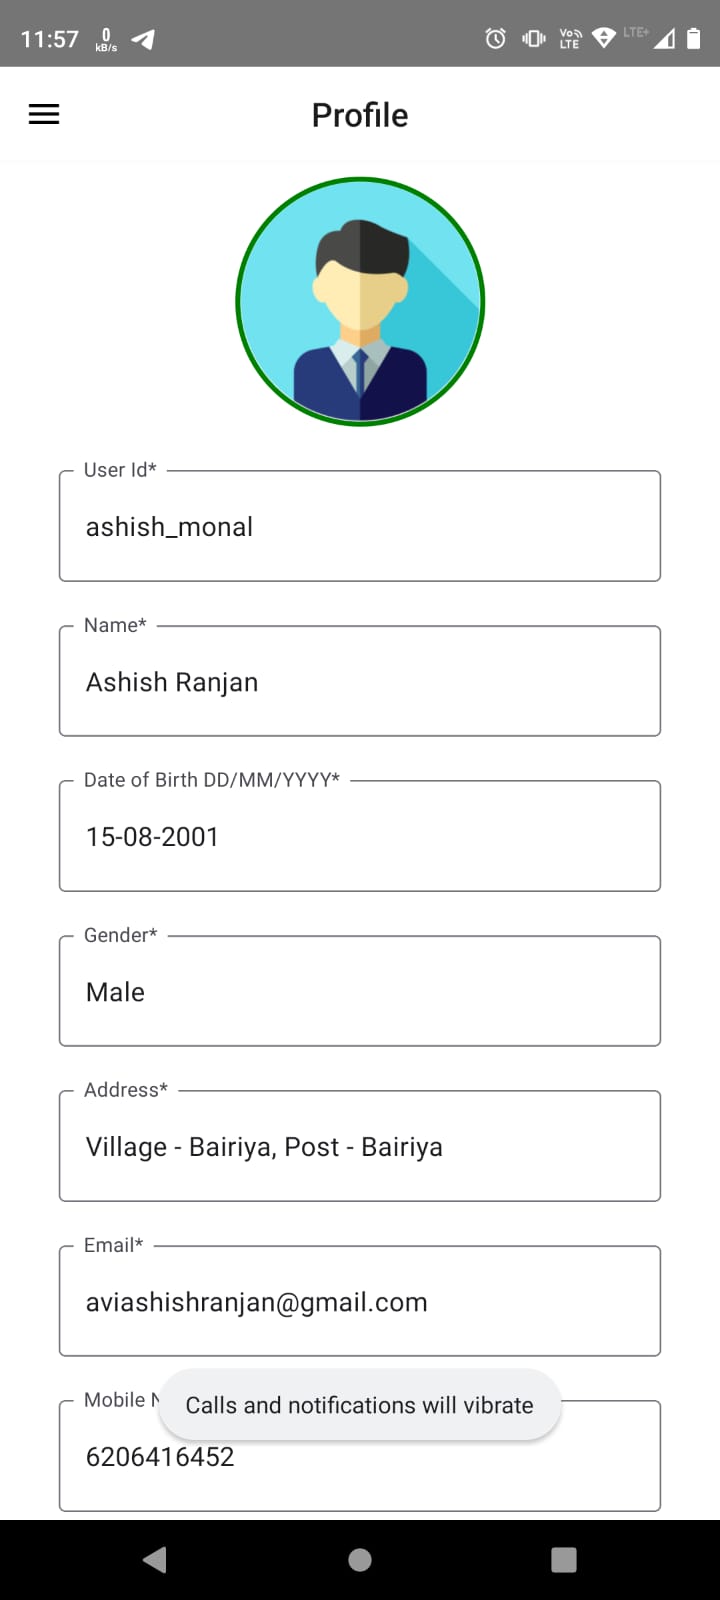 11:57 0 kB/s Vo LTE LTE+
Profile
User Id*
ashish_monal
Name*
Ashish Ranjan
Date of Birth DD/MM/YYYY*
15-08-2001
Gender*
Male
Address*
Village - Bairiya, Post - Bairiya
Email*
aviashishranjan@gmail.com
Mobile
Calls and notifications will vibrate
6206416452